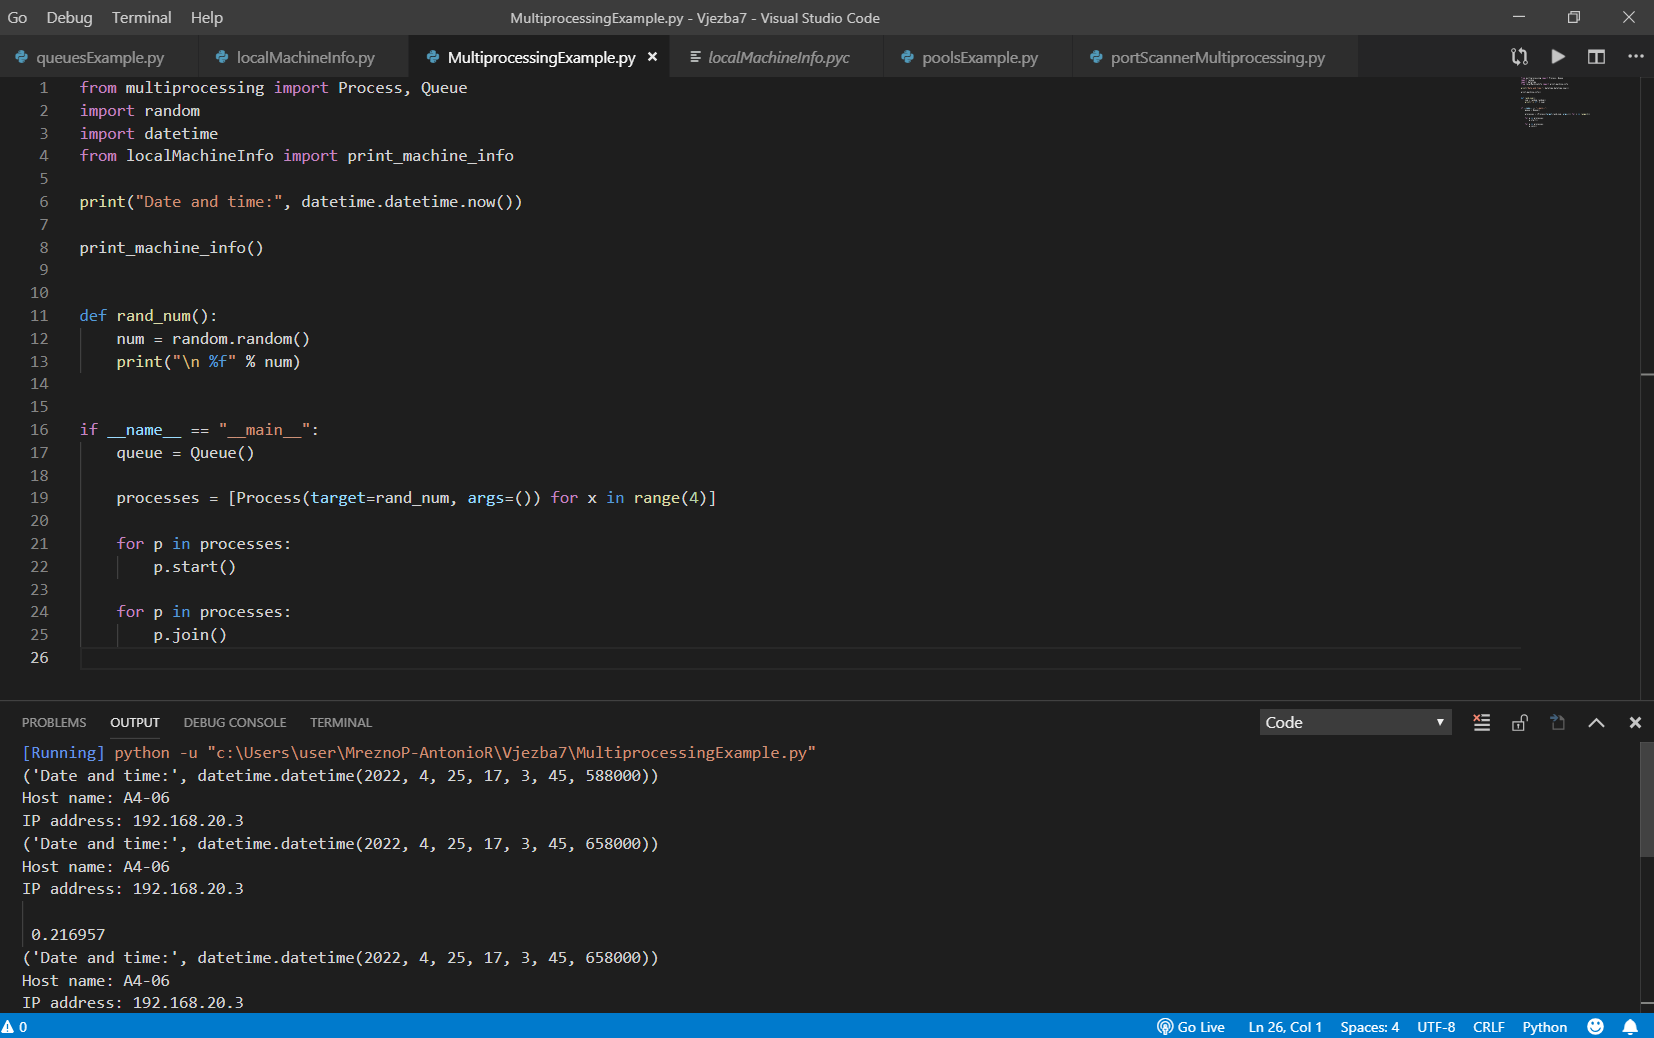 Go Debug Terminal Help MultiprocessingExample.py - Vjezba7 - Visual Studio Code
queuesExample.py localMachineInfo.py MultiprocessingExample.py localMachineInfo.pyc poolsExample.py portScannerMultiprocessing.py
1 from multiprocessing import Process, Queue
2 import random
3 import datetime
4 from localMachineInfo import print_machine_info
5
6 print("Date and time:", datetime.datetime.now())
7
8 print_machine_info()
9
10
11 def rand_num():
12     num = random.random()
13     print("\n %f" % num)
14
15
16 if __name__ == "__main__":
17     queue = Queue()
18
19     processes = [Process(target=rand_num, args=()) for x in range(4)]
20
21     for p in processes:
22         p.start()
23
24     for p in processes:
25         p.join()
26
PROBLEMS OUTPUT DEBUG CONSOLE TERMINAL Code
[Running] python -u "c:\Users\user\MreznoP-AntonioR\Vjezba7\MultiprocessingExample.py"
('Date and time:', datetime.datetime(2022, 4, 25, 17, 3, 45, 588000))
Host name: A4-06
IP address: 192.168.20.3
('Date and time:', datetime.datetime(2022, 4, 25, 17, 3, 45, 658000))
Host name: A4-06
IP address: 192.168.20.3
0.216957
('Date and time:', datetime.datetime(2022, 4, 25, 17, 3, 45, 658000))
Host name: A4-06
IP address: 192.168.20.3
0 Go Live Ln 26, Col 1 Spaces: 4 UTF-8 CRLF Python